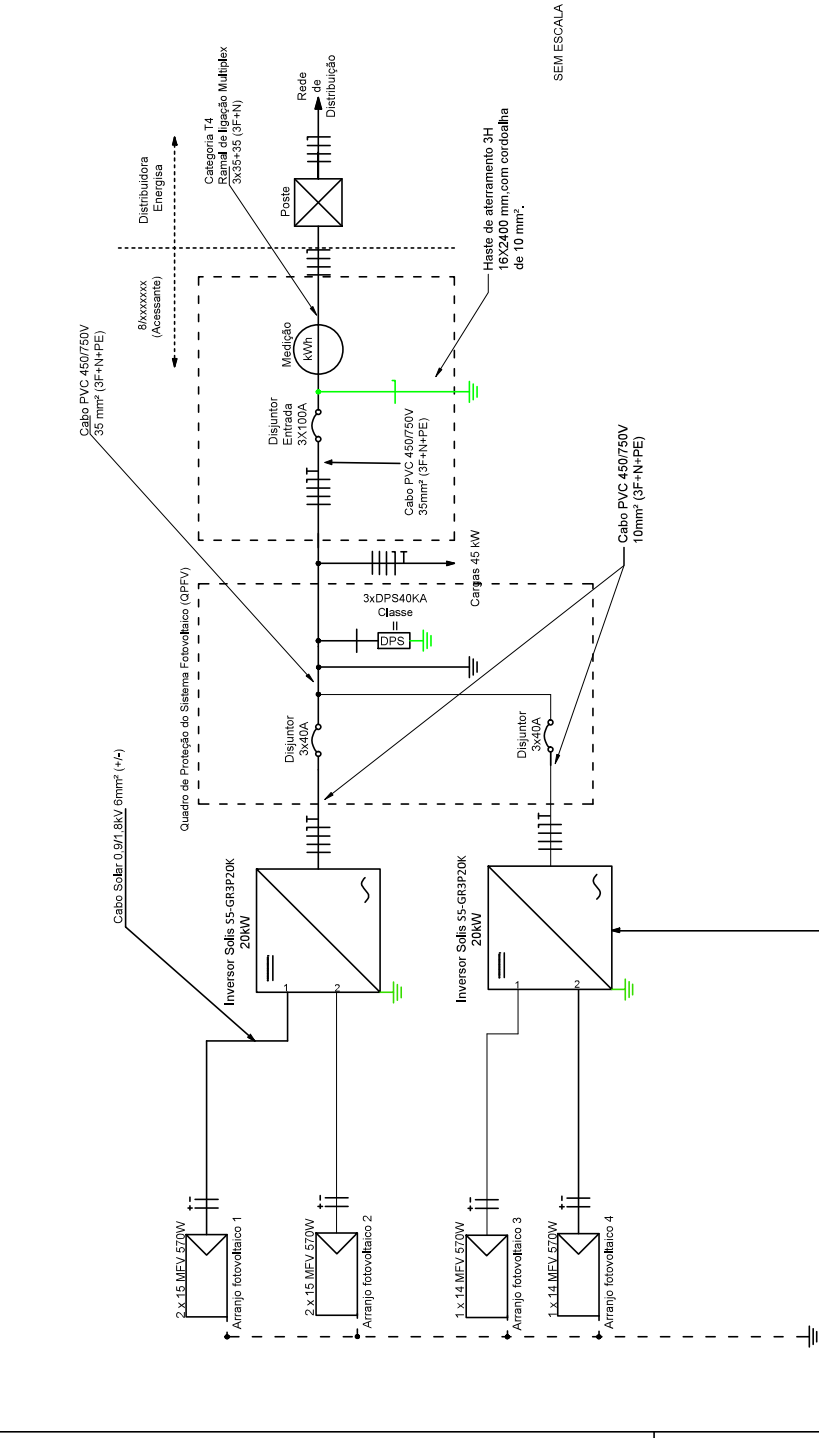 SEM ESCALA
Rede
de
Distribuição
Categoria T4
Ramal de ligação Multiplex
3x35+35 (3F+N)
Distribuidora
Energisa
Poste
8/xxxxxxx
(Acessante)
Haste de aterramento 3H
16X2400 mm,com cordoalha
de 10 mm².
Medição
kWh
Cabo PVC 450/750V
35 mm² (3F+N+PE)
Disjuntor
Entrada
3X100A
Cabo PVC 450/750V
35mm² (3F+N+PE)
Cargas 45 kW
Cabo PVC 450/750V
10mm² (3F+N+PE)
Quadro de Proteção do Sistema Fotovoltaico (QPFV)
3xDPS40KA
Classe
II
DPS
Disjuntor
3x40A
Disjuntor
3x40A
Cabo Solar 0,9/1,8kV 6mm² (+/-)
Inversor Solis S5-GR3P20K
20kW
1
2
Inversor Solis S5-GR3P20K
20kW
1
2
2 x 15 MFV 570W
+ -
Arranjo fotovoltaico 1
2 x 15 MFV 570W
+ -
Arranjo fotovoltaico 2
1 x 14 MFV 570W
+ -
Arranjo fotovoltaico 3
1 x 14 MFV 570W
+ -
Arranjo fotovoltaico 4